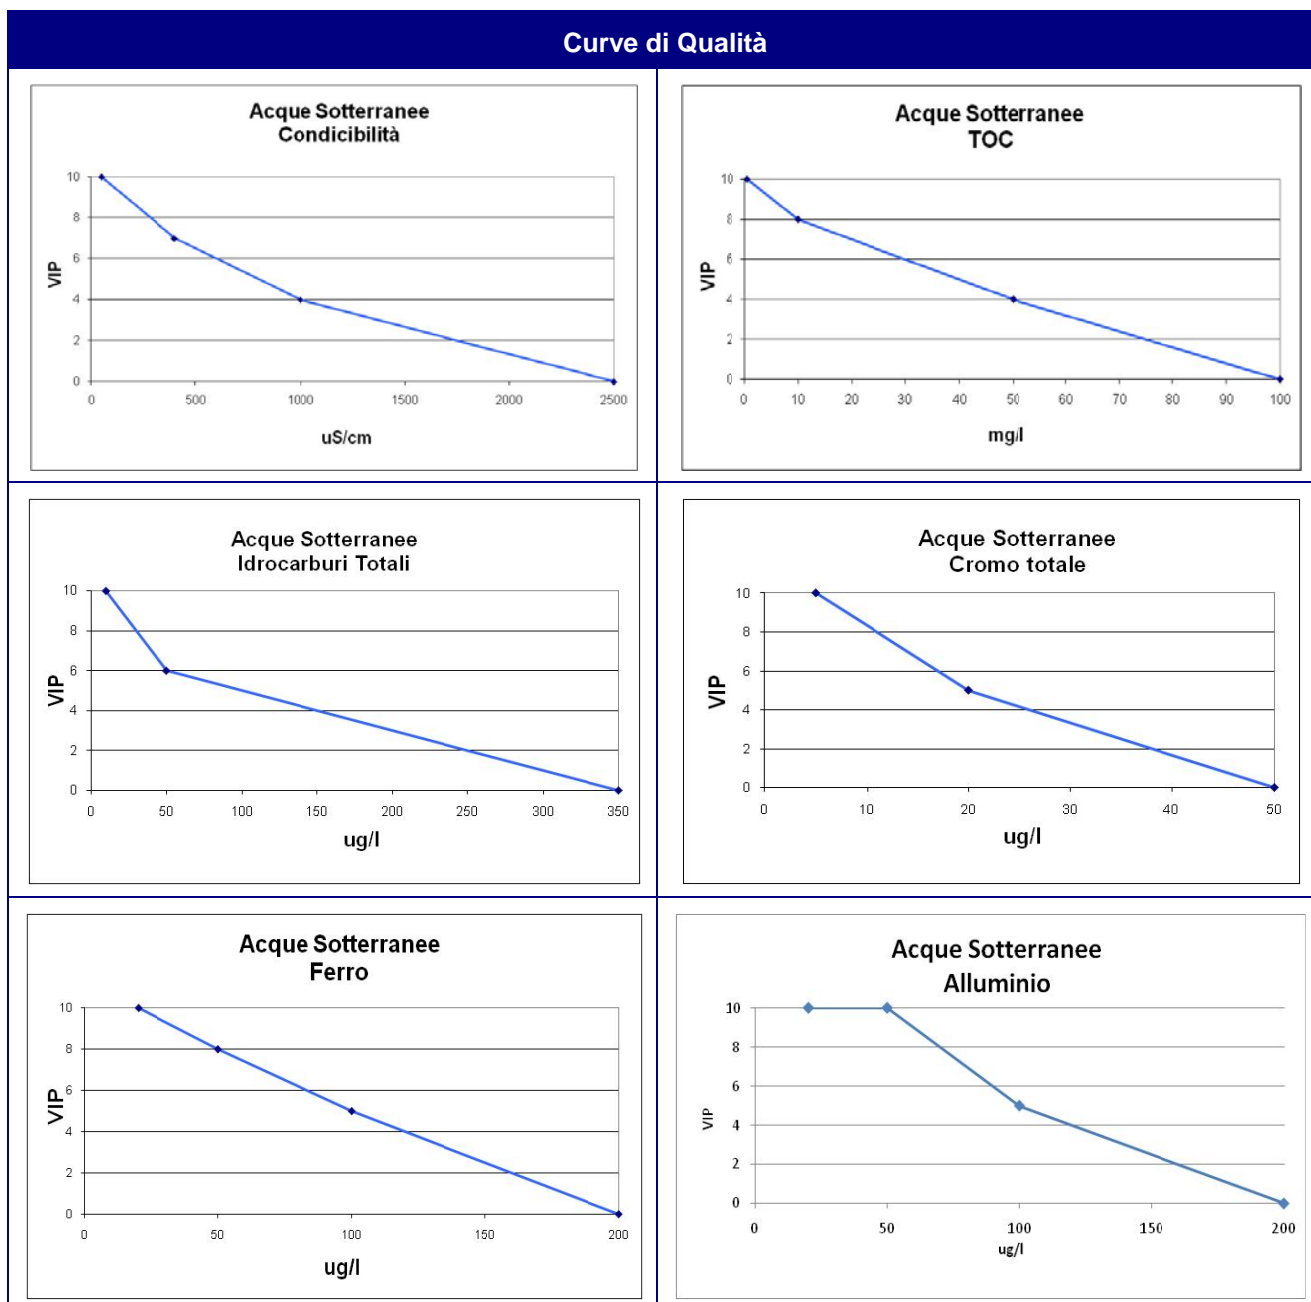 Curve di Qualità
Acque Sotterranee
Condicibilità
10
8
6
4
2
0
VIP
0 500 1000 1500 2000 2500
uS/cm
Acque Sotterranee
TOC
10
8
6
4
2
0
VIP
0 10 20 30 40 50 60 70 80 90 100
mg/l
Acque Sotterranee
Idrocarburi Totali
10
8
6
4
2
0
VIP
0 50 100 150 200 250 300 350
ug/l
Acque Sotterranee
Cromo totale
10
8
6
4
2
0
VIP
0 10 20 30 40 50
ug/l
Acque Sotterranee
Ferro
10
8
6
4
2
0
VIP
0 50 100 150 200
ug/l
Acque Sotterranee
Alluminio
10
8
6
4
2
0
VIP
0 50 100 150 200
ug/l